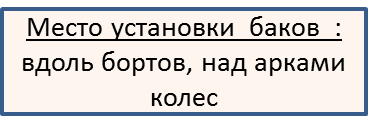 Место установки баков :
вдоль бортов, над арками
колес